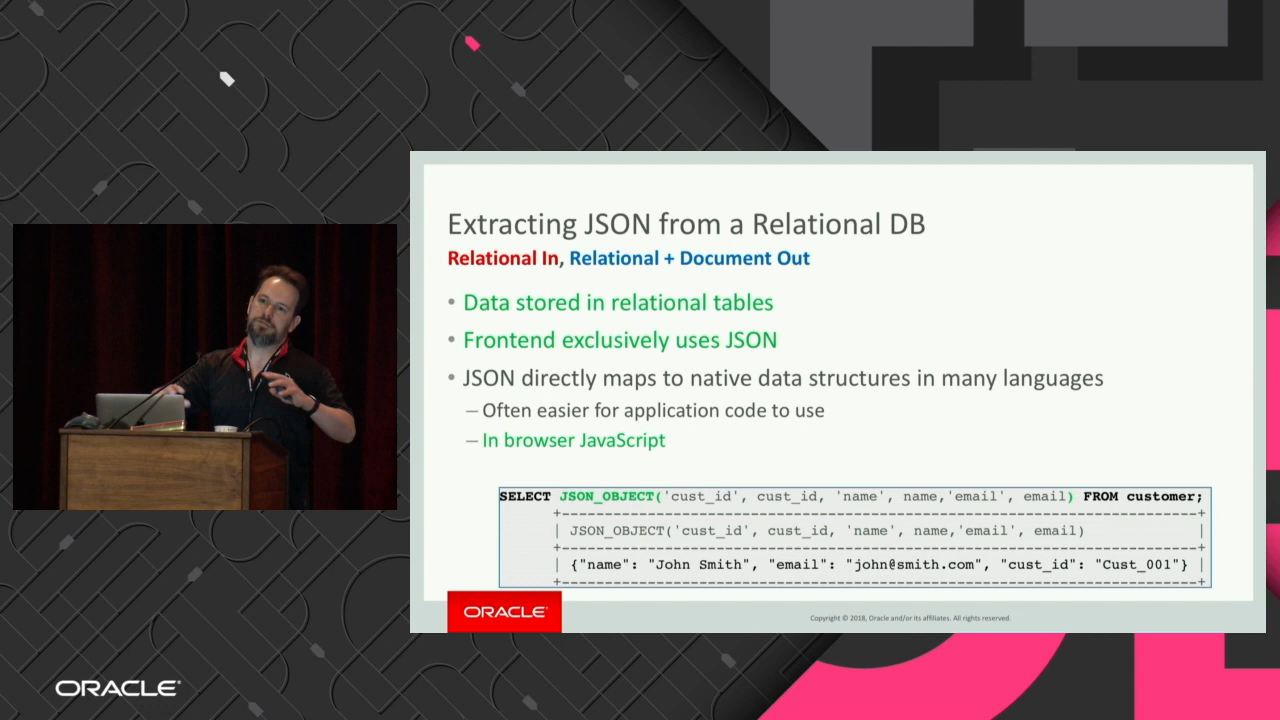 Extracting JSON from a Relational DB
Relational In, Relational + Document Out
• Data stored in relational tables
• Frontend exclusively uses JSON
• JSON directly maps to native data structures in many languages
– Often easier for application code to use
– In browser JavaScript
SELECT JSON_OBJECT('cust_id', cust_id, 'name', name,'email', email) FROM customer;
+---------------------------------------------------------------------------+
| JSON_OBJECT('cust_id', cust_id, 'name', name,'email', email) |
+---------------------------------------------------------------------------+
| {"name": "John Smith", "email": "john@smith.com", "cust_id": "Cust_001"} |
+---------------------------------------------------------------------------+
ORACLE®
Copyright © 2018, Oracle and/or its affiliates. All rights reserved.
ORACLE®